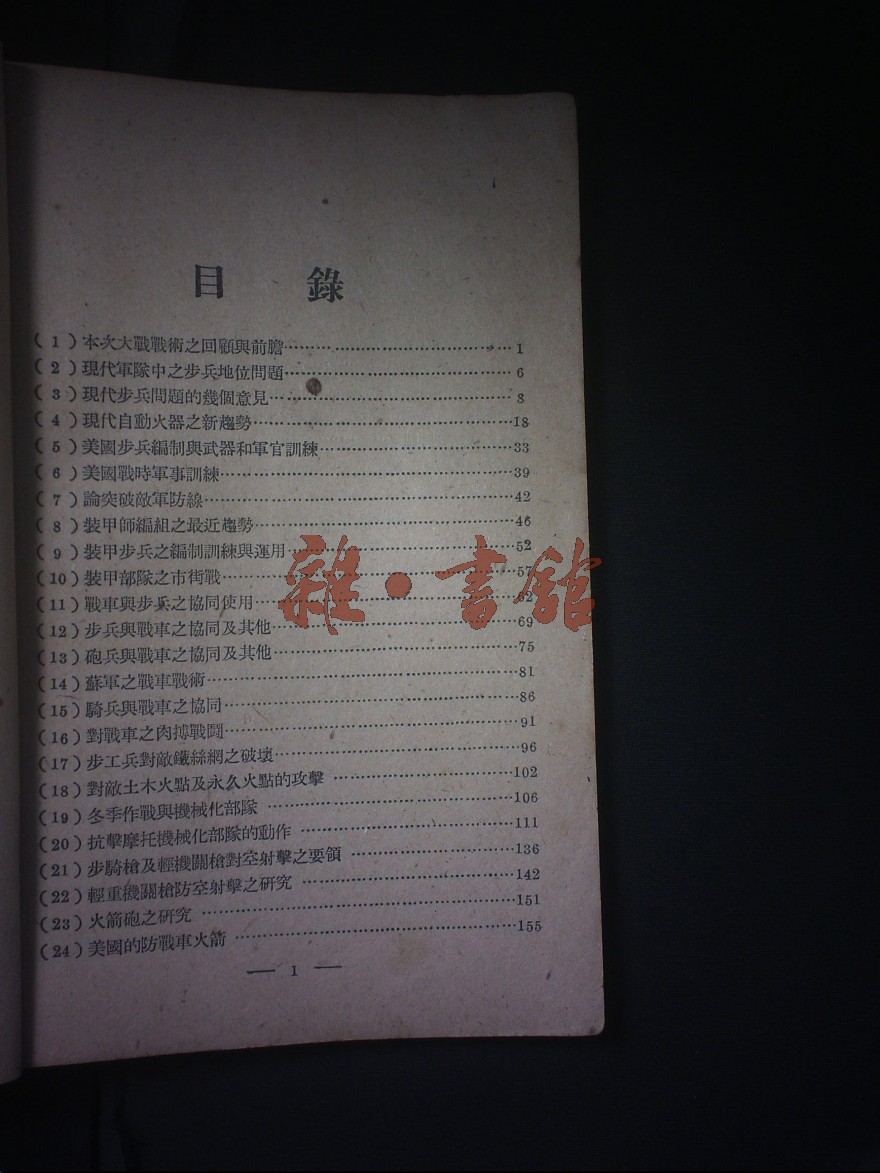 目 錄
(1)本次大戰戰術之回顧與前膽……………………………1
(2)現代軍隊中之步兵地位問題……………………………6
(3)現代步兵問題的幾個意見……………………………8
(4)現代自動火器之新趨勢……………………………18
(5)美國步兵編制與武器和軍官訓練……………………………33
(6)美國戰時軍事訓練……………………………39
(7)論突破敵軍防線……………………………42
(8)裝甲師編組之最近趨勢……………………………46
(9)裝甲步兵之編制訓練與運用……………………………52
(10)裝甲部隊之市街戰……………………………57
(11)戰車與步兵之協同使用……………………………62
(12)步兵與戰車之協同及其他……………………………69
(13)砲兵與戰車之協同及其他……………………………75
(14)蘇軍之戰車戰術……………………………81
(15)騎兵與戰車之協同……………………………86
(16)對戰車之肉搏戰鬪……………………………91
(17)步工兵對敵鐵絲網之破壞……………………………96
(18)對敵土木火點及永久火點的攻擊……………………………102
(19)冬季作戰與機械化部隊……………………………106
(20)抗擊摩托機械化部隊的動作……………………………111
(21)步騎槍及輕機關槍對空射擊之要領……………………………136
(22)輕重機關槍防空射擊之研究……………………………142
(23)火箭砲之研究……………………………151
(24)美國的防戰車火箭……………………………155
— 1 —
雜·書館